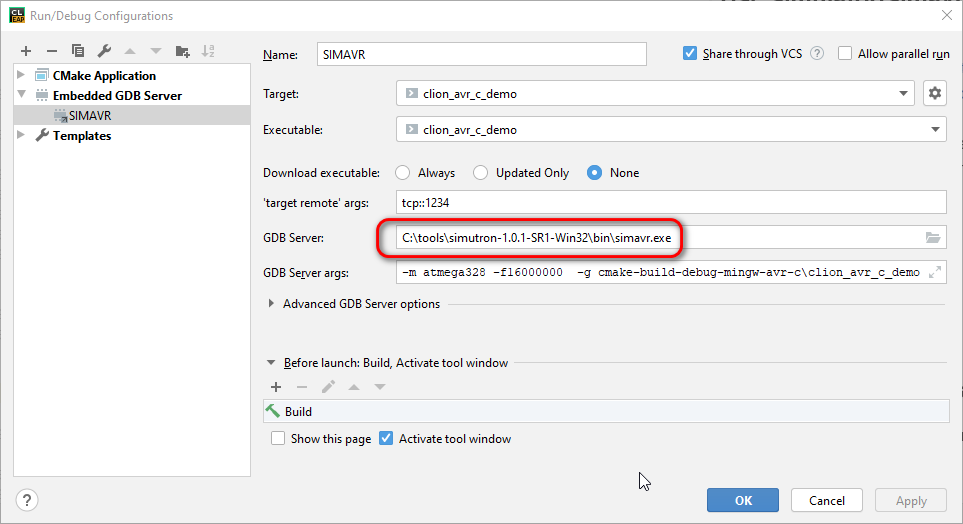 CL
EAP
Run/Debug Configurations
Name: SIMAVR
Share through VCS ? Allow parallel run
CMake Application
Embedded GDB Server
SIMAVR
Templates
Target: clion_avr_c_demo
Executable: clion_avr_c_demo
Download executable: Always Updated Only None
'target remote' args: tcp::1234
GDB Server: C:\tools\simutron-1.0.1-SR1-Win32\bin\simavr.exe
GDB Server args: -m atmega328 -f16000000 -g cmake-build-debug-mingw-avr-c\clion_avr_c_demo
Advanced GDB Server options
Before launch: Build, Activate tool window
Build
Show this page Activate tool window
? OK Cancel Apply